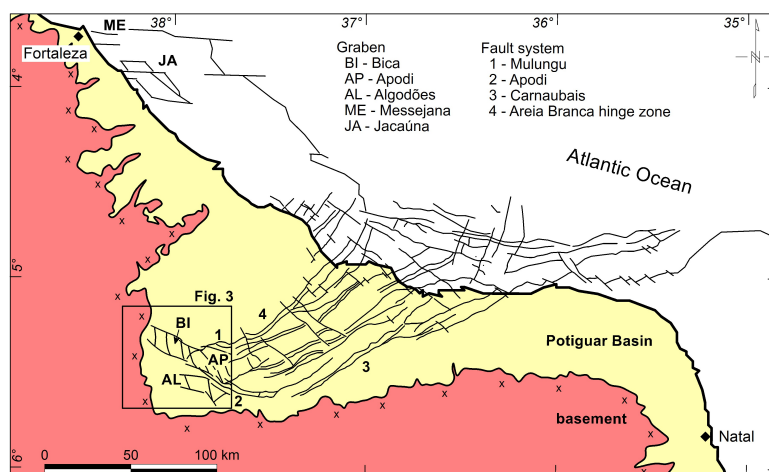 38°
37°
36°
35°
ME
Fortaleza
JA
Graben
BI - Bica
AP - Apodi
AL - Algodões
ME - Messejana
JA - Jacaúna
Fault system
1 - Mulungu
2 - Apodi
3 - Carnaubais
4 - Areia Branca hinge zone
N
4°
Atlantic Ocean
5°
Fig. 3
BI
1
4
AP
AL
2
3
Potiguar Basin
basement
Natal
6°
0 50 100 km